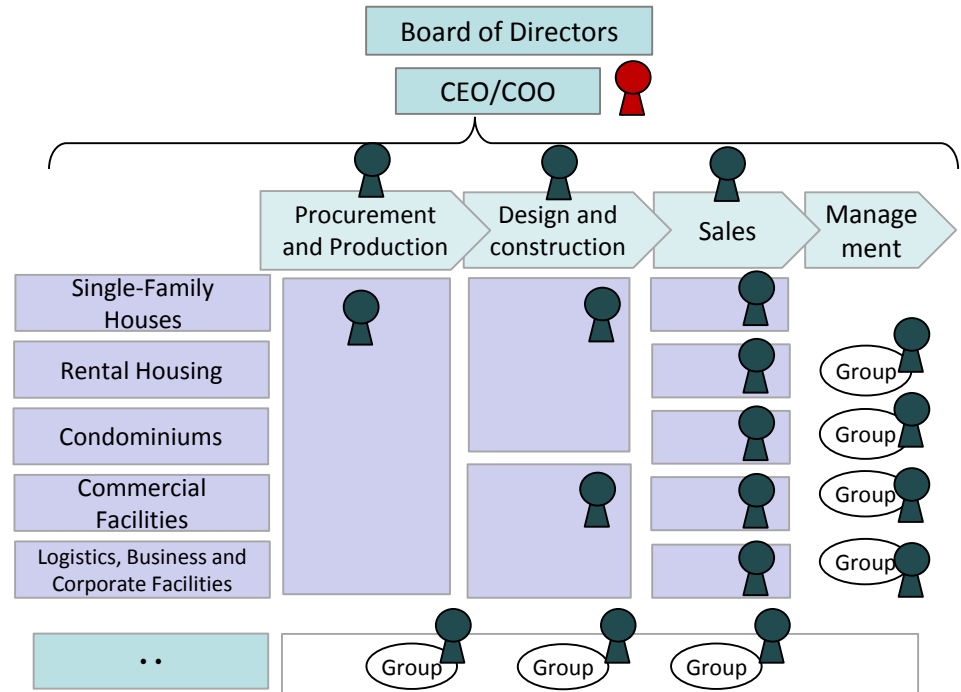 Board of Directors
CEO/COO
Procurement
and Production
Design and
construction
Sales
Manage
ment
Single-Family
Houses
Rental Housing
Group
Condominiums
Group
Commercial
Facilities
Group
Logistics, Business and
Corporate Facilities
Group
• •
Group
Group
Group